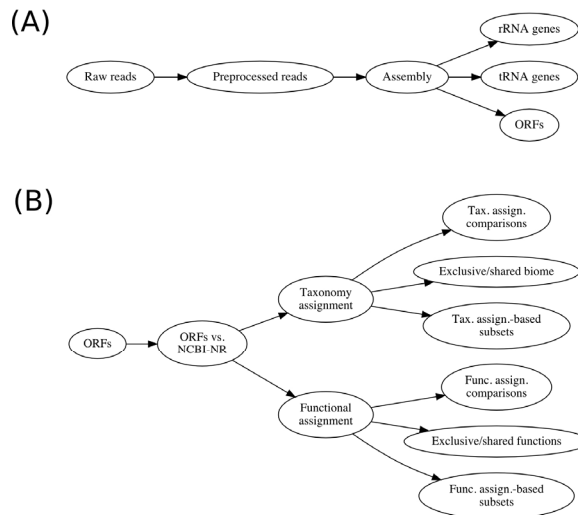 (A)
rRNA genes
Raw reads
Preprocessed reads
Assembly
tRNA genes
ORFs
(B)
Tax. assign.
comparisons
Exclusive/shared biome
Taxonomy
assignment
Tax. assign.-based
subsets
ORFs
ORFs vs.
NCBI-NR
Func. assign.
comparisons
Functional
assignment
Exclusive/shared functions
Func. assign.-based
subsets